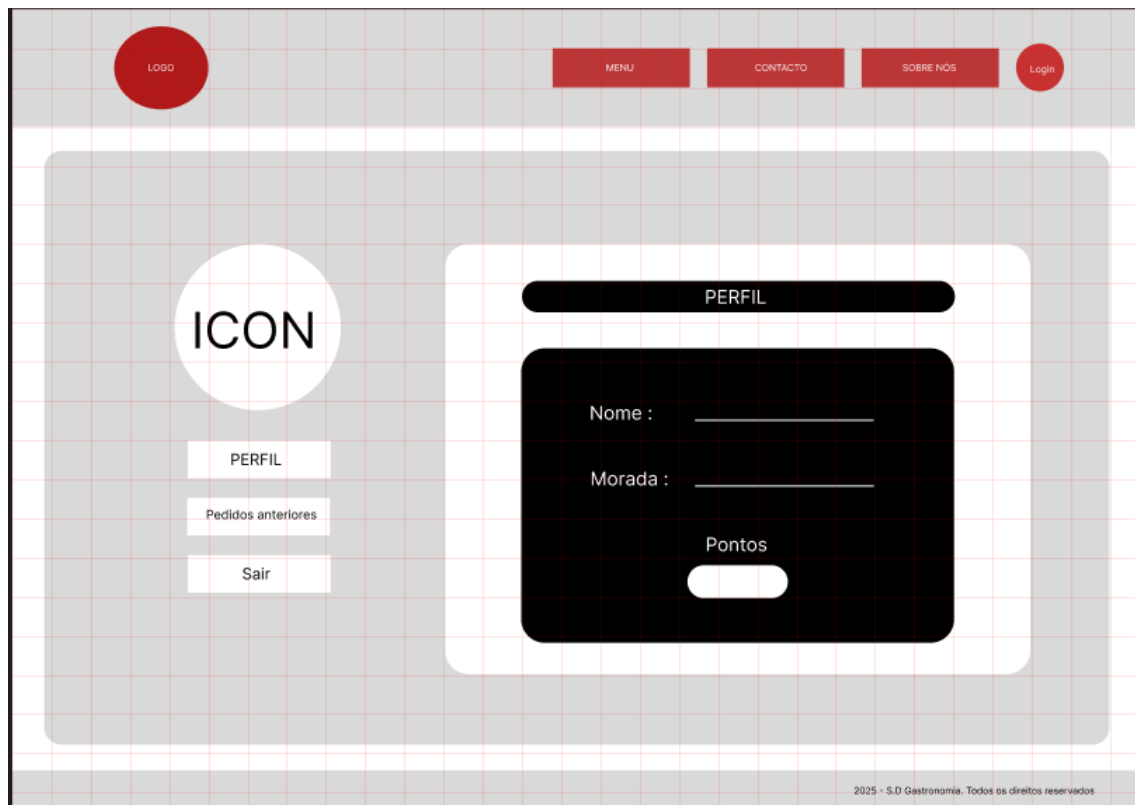 LOGO
MENU
CONTACTO
SOBRE NÓS
Login
ICON
PERFIL
Pedidos anteriores
Sair
PERFIL
Nome :
Morada :
Pontos
2025 - S.D Gastronomia. Todos os direitos reservados